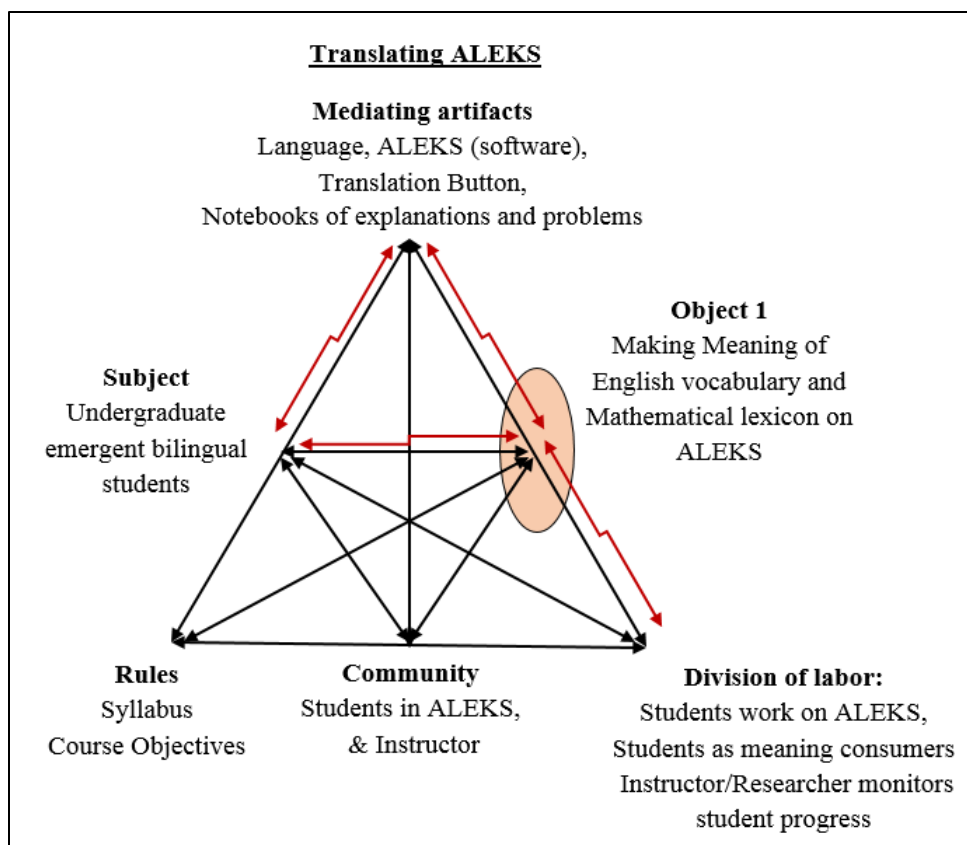 Translating ALEKS
Mediating artifacts
Language, ALEKS (software),
Translation Button,
Notebooks of explanations and problems
Object 1
Making Meaning of
English vocabulary and
Mathematical lexicon on
ALEKS
Subject
Undergraduate
emergent bilingual
students
Rules
Syllabus
Course Objectives
Community
Students in ALEKS,
& Instructor
Division of labor:
Students work on ALEKS,
Students as meaning consumers
Instructor/Researcher monitors
student progress